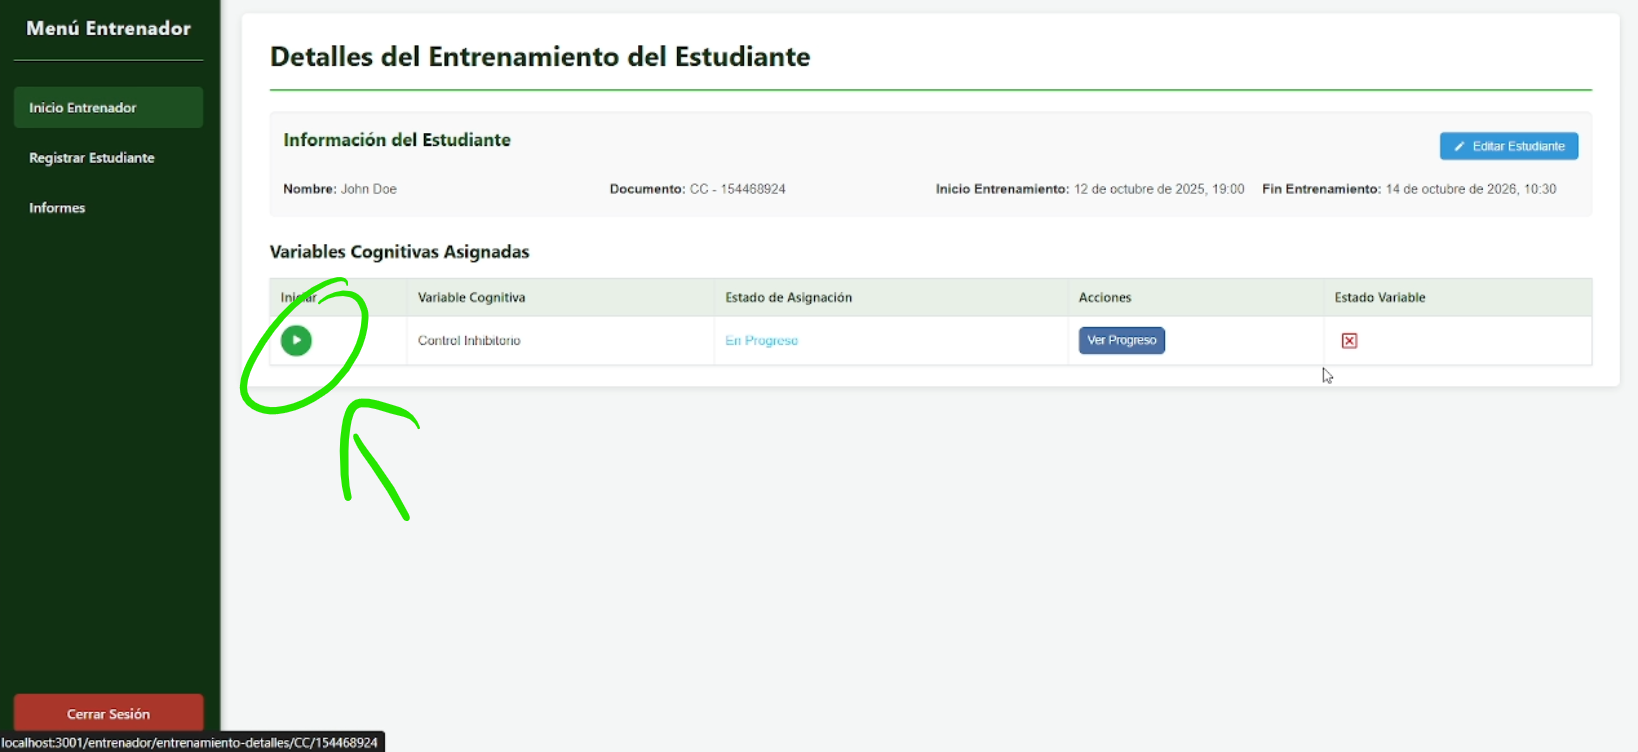 Menú Entrenador
Inicio Entrenador
Registrar Estudiante
Informes
Cerrar Sesión
Detalles del Entrenamiento del Estudiante
Información del Estudiante
Editar Estudiante
Nombre: John Doe Documento: CC - 154468924 Inicio Entrenamiento: 12 de octubre de 2025, 19:00 Fin Entrenamiento: 14 de octubre de 2026, 10:30
Variables Cognitivas Asignadas
Iniciar Variable Cognitiva Estado de Asignación Acciones Estado Variable
Control Inhibitorio En Progreso Ver Progreso
localhost:3001/entrenador/entrenamiento-detalles/CC/154468924